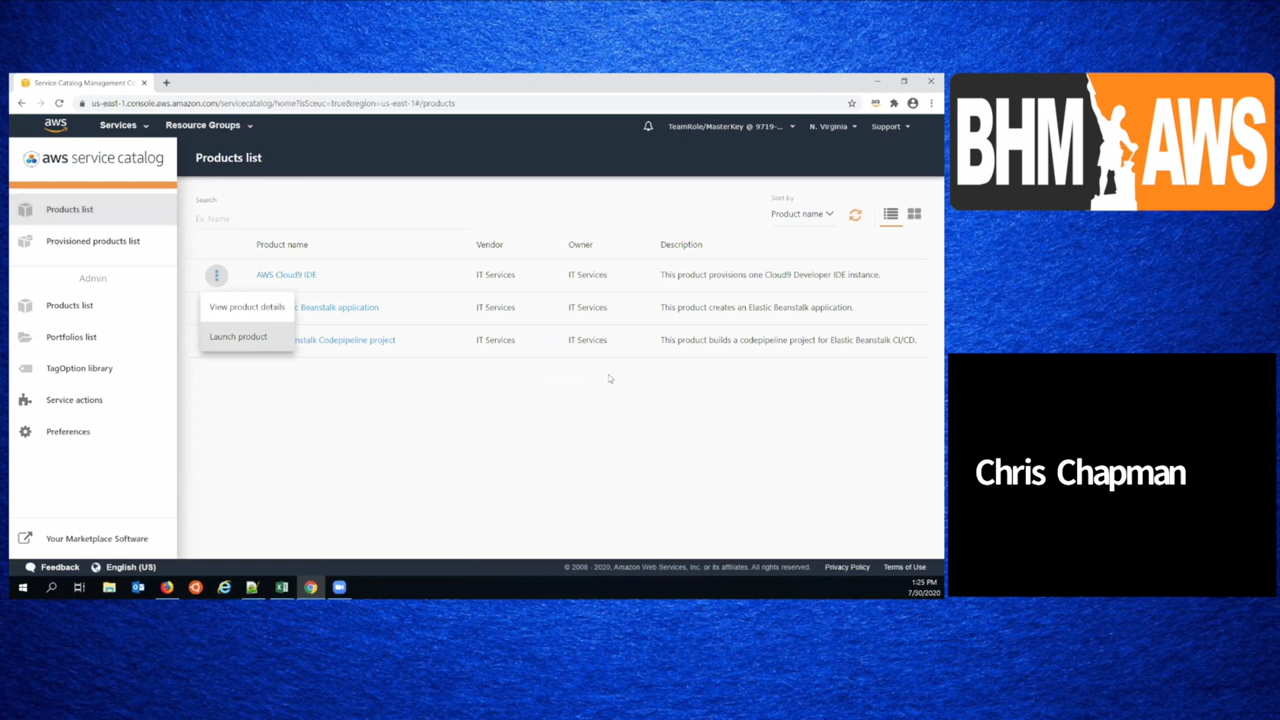 Service Catalog Management Co
us-east-1.console.aws.amazon.com/servicecatalog/home?isSceuc=true&region=us-east-1#/products
aws
Services
Resource Groups
TeamRole/MasterKey @ 9719-...
N. Virginia
Support
aws service catalog
Products list
Products list
Provisioned products list
Admin
Products list
Portfolios list
TagOption library
Service actions
Preferences
Your Marketplace Software
Search
Ex. Name
Sort by
Product name
Product name Vendor Owner Description
AWS Cloud9 IDE IT Services IT Services This product provisions one Cloud9 Developer IDE instance.
View product details
c Beanstalk application IT Services IT Services This product creates an Elastic Beanstalk application.
Launch product
nstalk Codepipeline project IT Services IT Services This product builds a codepipeline project for Elastic Beanstalk CI/CD.
Feedback
English (US)
© 2008 - 2020, Amazon Web Services, Inc. or its affiliates. All rights reserved.
Privacy Policy
Terms of Use
1:25 PM
7/30/2020
BHM AWS
Chris Chapman